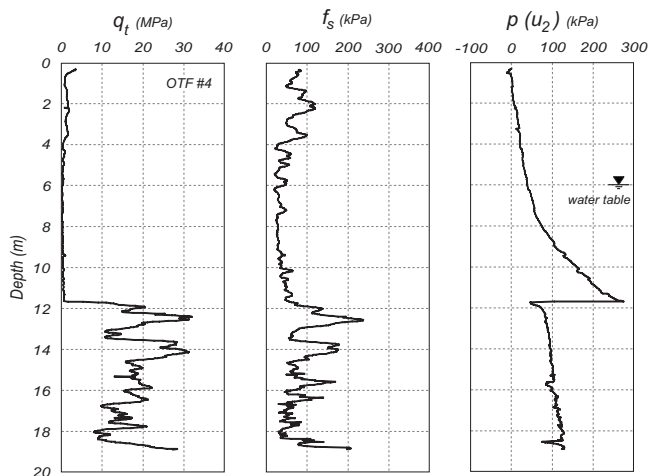 q_t (MPa)
0 10 20 30 40
f_s (kPa)
0 100 200 300 400
p (u_2) (kPa)
-100 0 100 200 300
OTF #4
water table
Depth (m)
0
2
4
6
8
10
12
14
16
18
20